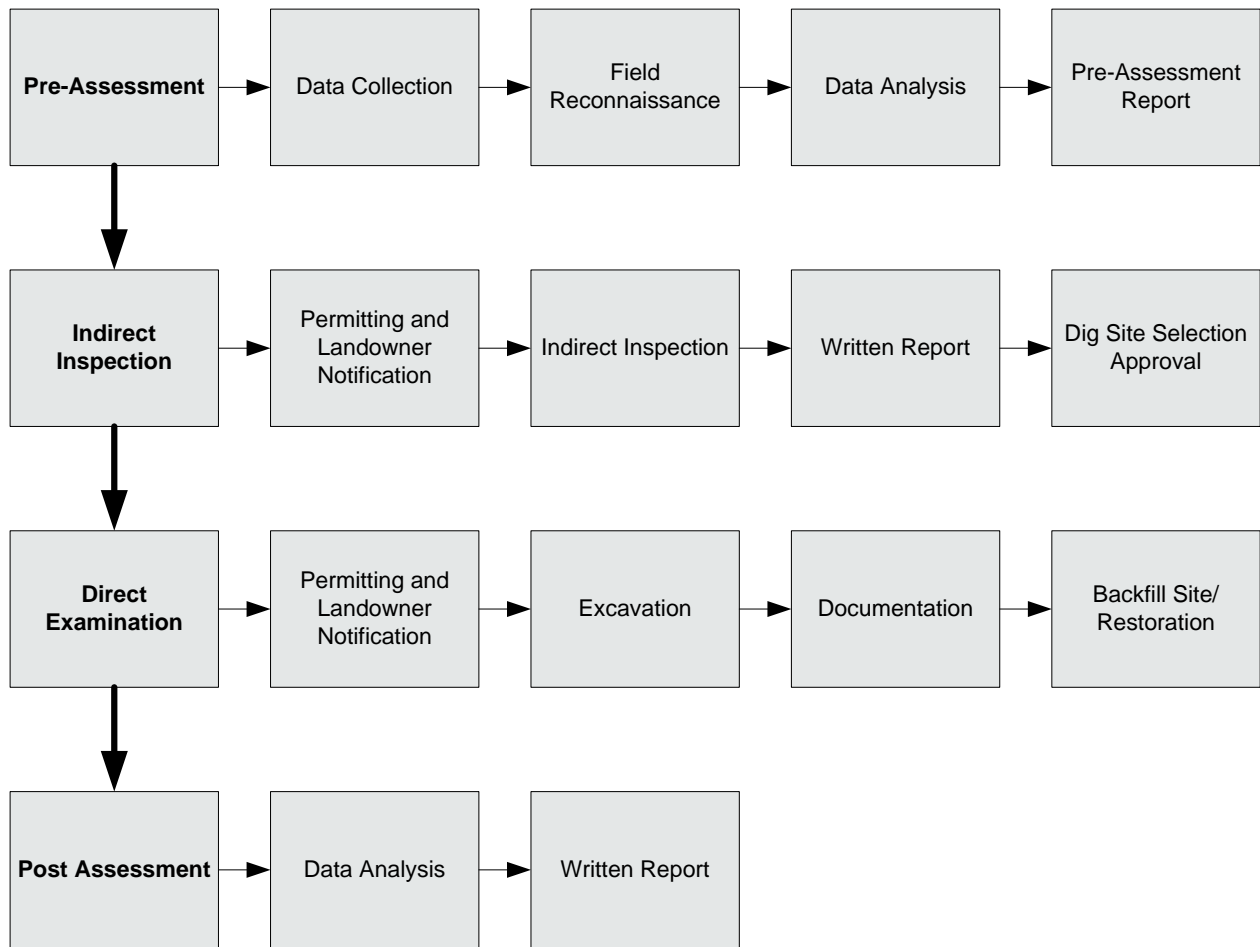 Pre-Assessment
Data Collection
Field
Reconnaissance
Data Analysis
Pre-Assessment
Report
Indirect
Inspection
Permitting and
Landowner
Notification
Indirect Inspection
Written Report
Dig Site Selection
Approval
Direct
Examination
Permitting and
Landowner
Notification
Excavation
Documentation
Backfill Site/
Restoration
Post Assessment
Data Analysis
Written Report